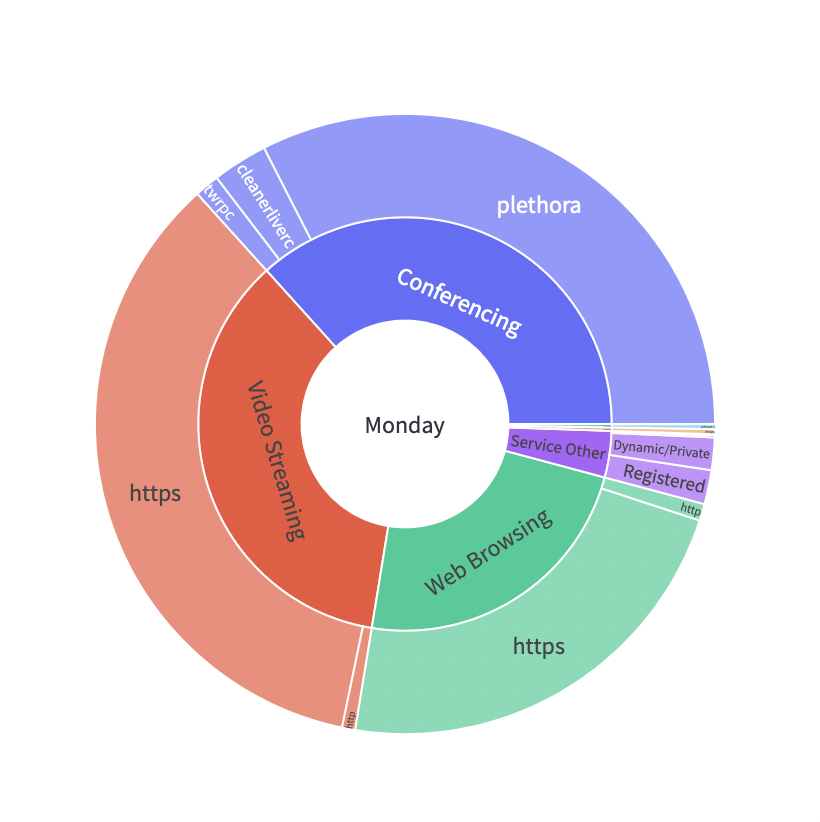 plethora
cleanerliverc
twrpc
Conferencing
Monday
Video Streaming
https
http
Web Browsing
https
http
Service Other
Dynamic/Private
Registered